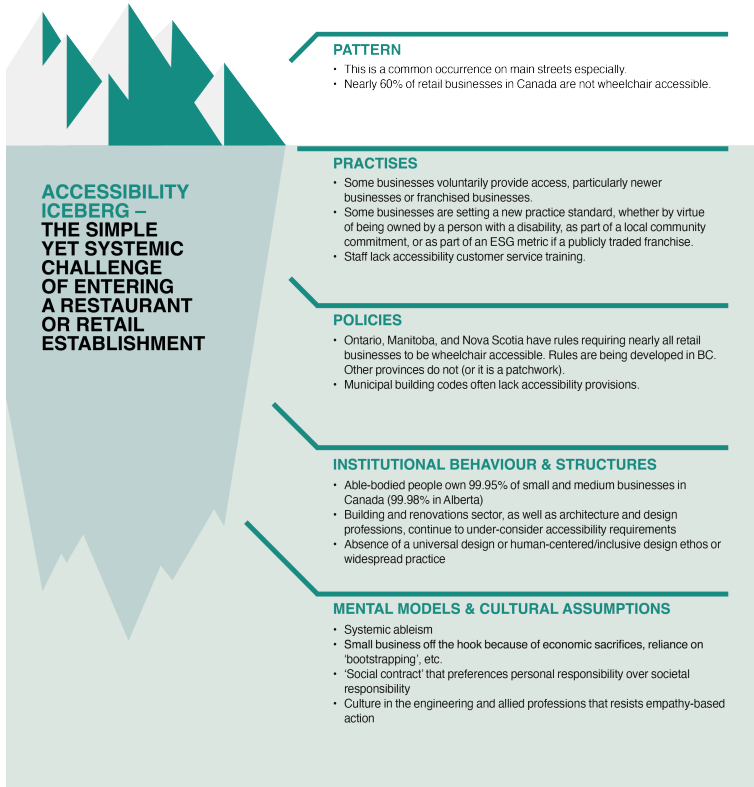 PATTERN
• This is a common occurrence on main streets especially.
• Nearly 60% of retail businesses in Canada are not wheelchair accessible.
ACCESSIBILITY
ICEBERG –
THE SIMPLE
YET SYSTEMIC
CHALLENGE
OF ENTERING
A RESTAURANT
OR RETAIL
ESTABLISHMENT
PRACTISES
• Some businesses voluntarily provide access, particularly newer
businesses or franchised businesses.
• Some businesses are setting a new practice standard, whether by virtue
of being owned by a person with a disability, as part of a local community
commitment, or as part of an ESG metric if a publicly traded franchise.
• Staff lack accessibility customer service training.
POLICIES
• Ontario, Manitoba, and Nova Scotia have rules requiring nearly all retail
businesses to be wheelchair accessible. Rules are being developed in BC.
Other provinces do not (or it is a patchwork).
• Municipal building codes often lack accessibility provisions.
INSTITUTIONAL BEHAVIOUR & STRUCTURES
• Able-bodied people own 99.95% of small and medium businesses in
Canada (99.98% in Alberta)
• Building and renovations sector, as well as architecture and design
professions, continue to under-consider accessibility requirements
• Absence of a universal design or human-centered/inclusive design ethos or
widespread practice
MENTAL MODELS & CULTURAL ASSUMPTIONS
• Systemic ableism
• Small business off the hook because of economic sacrifices, reliance on
‘bootstrapping’, etc.
• ‘Social contract’ that preferences personal responsibility over societal
responsibility
• Culture in the engineering and allied professions that resists empathy-based
action